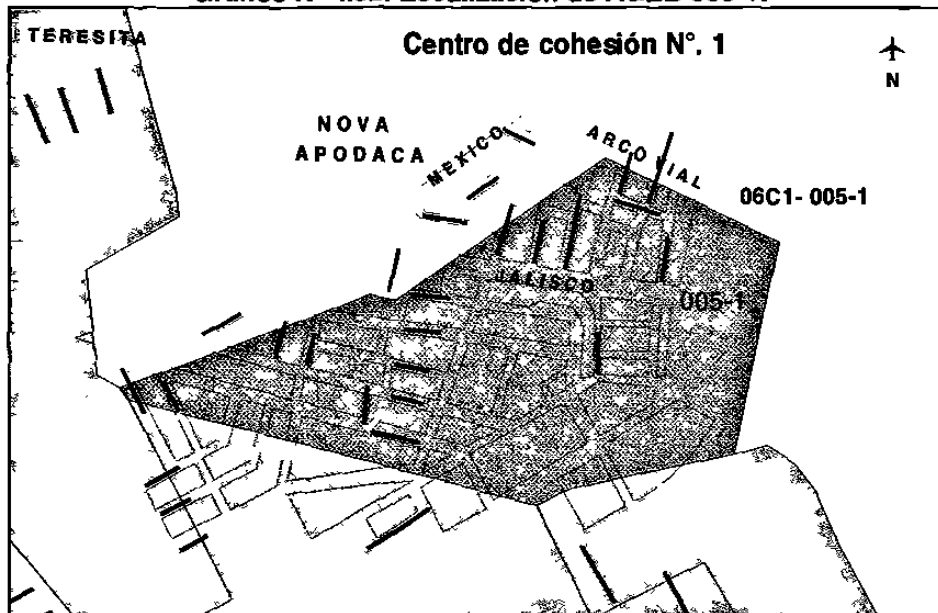 TERESITA
Centro de cohesión N°. 1
N
NOVA
APODACA
MEXICO
ARCO VIAL
06C1- 005-1
JALISCO
005-1